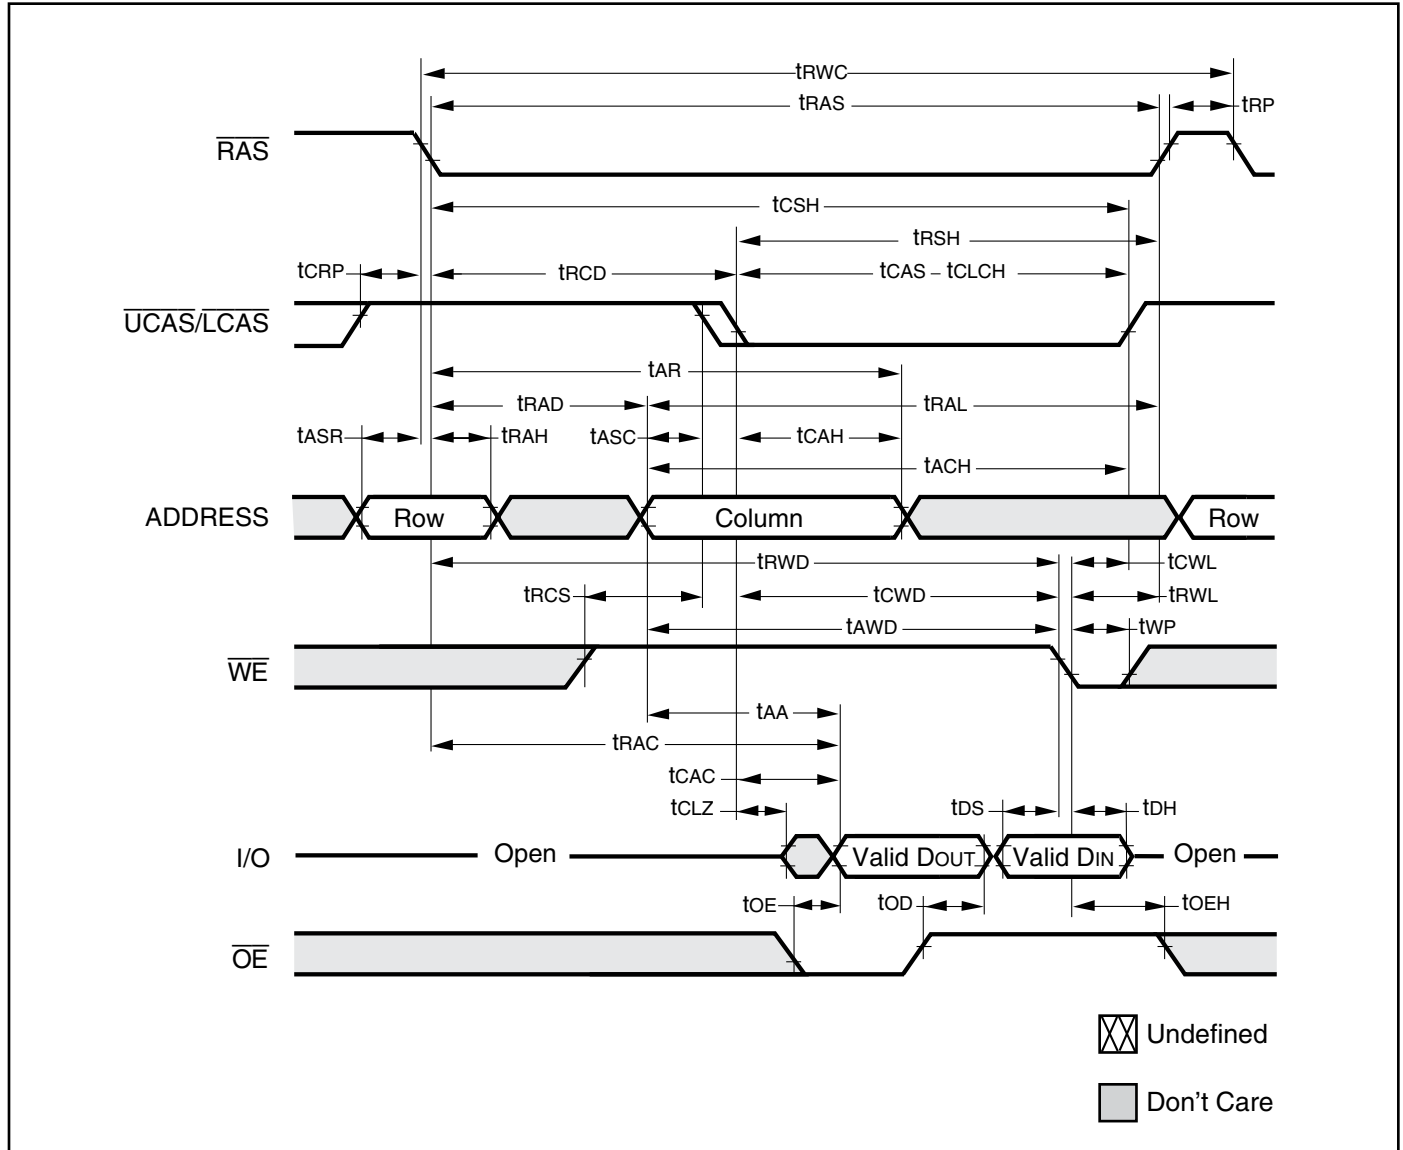 tRWC
tRAS
tRP
RAS
tCSH
tRSH
tCRP
tRCD
tCAS – tCLCH
UCAS/LCAS
tAR
tRAD
tRAL
tASR
tRAH
tASC
tCAH
tACH
ADDRESS
Row
Column
Row
tRWD
tCWL
tRCS
tCWD
tRWL
tAWD
tWP
WE
tAA
tRAC
tCAC
tCLZ
tDS
tDH
I/O
Open
Valid DOUT
Valid DIN
Open
tOE
tOD
tOEH
OE
Undefined
Don't Care